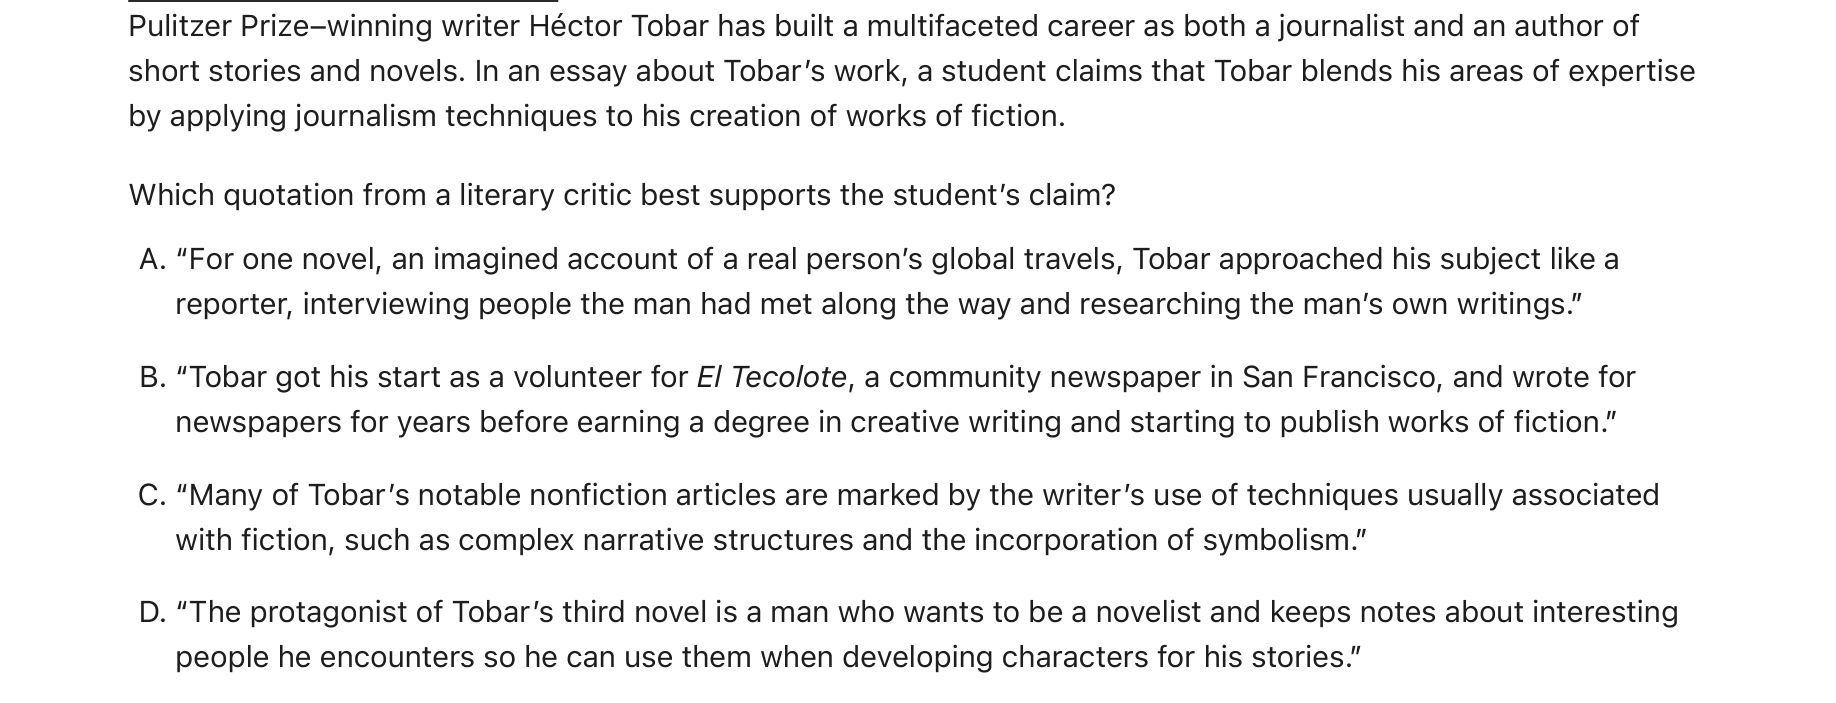 Pulitzer Prize–winning writer Héctor Tobar has built a multifaceted career as both a journalist and an author of
short stories and novels. In an essay about Tobar’s work, a student claims that Tobar blends his areas of expertise
by applying journalism techniques to his creation of works of fiction.
Which quotation from a literary critic best supports the student’s claim?
A. “For one novel, an imagined account of a real person’s global travels, Tobar approached his subject like a
reporter, interviewing people the man had met along the way and researching the man’s own writings.”
B. “Tobar got his start as a volunteer for El Tecolote, a community newspaper in San Francisco, and wrote for
newspapers for years before earning a degree in creative writing and starting to publish works of fiction.”
C. “Many of Tobar’s notable nonfiction articles are marked by the writer’s use of techniques usually associated
with fiction, such as complex narrative structures and the incorporation of symbolism.”
D. “The protagonist of Tobar’s third novel is a man who wants to be a novelist and keeps notes about interesting
people he encounters so he can use them when developing characters for his stories.”